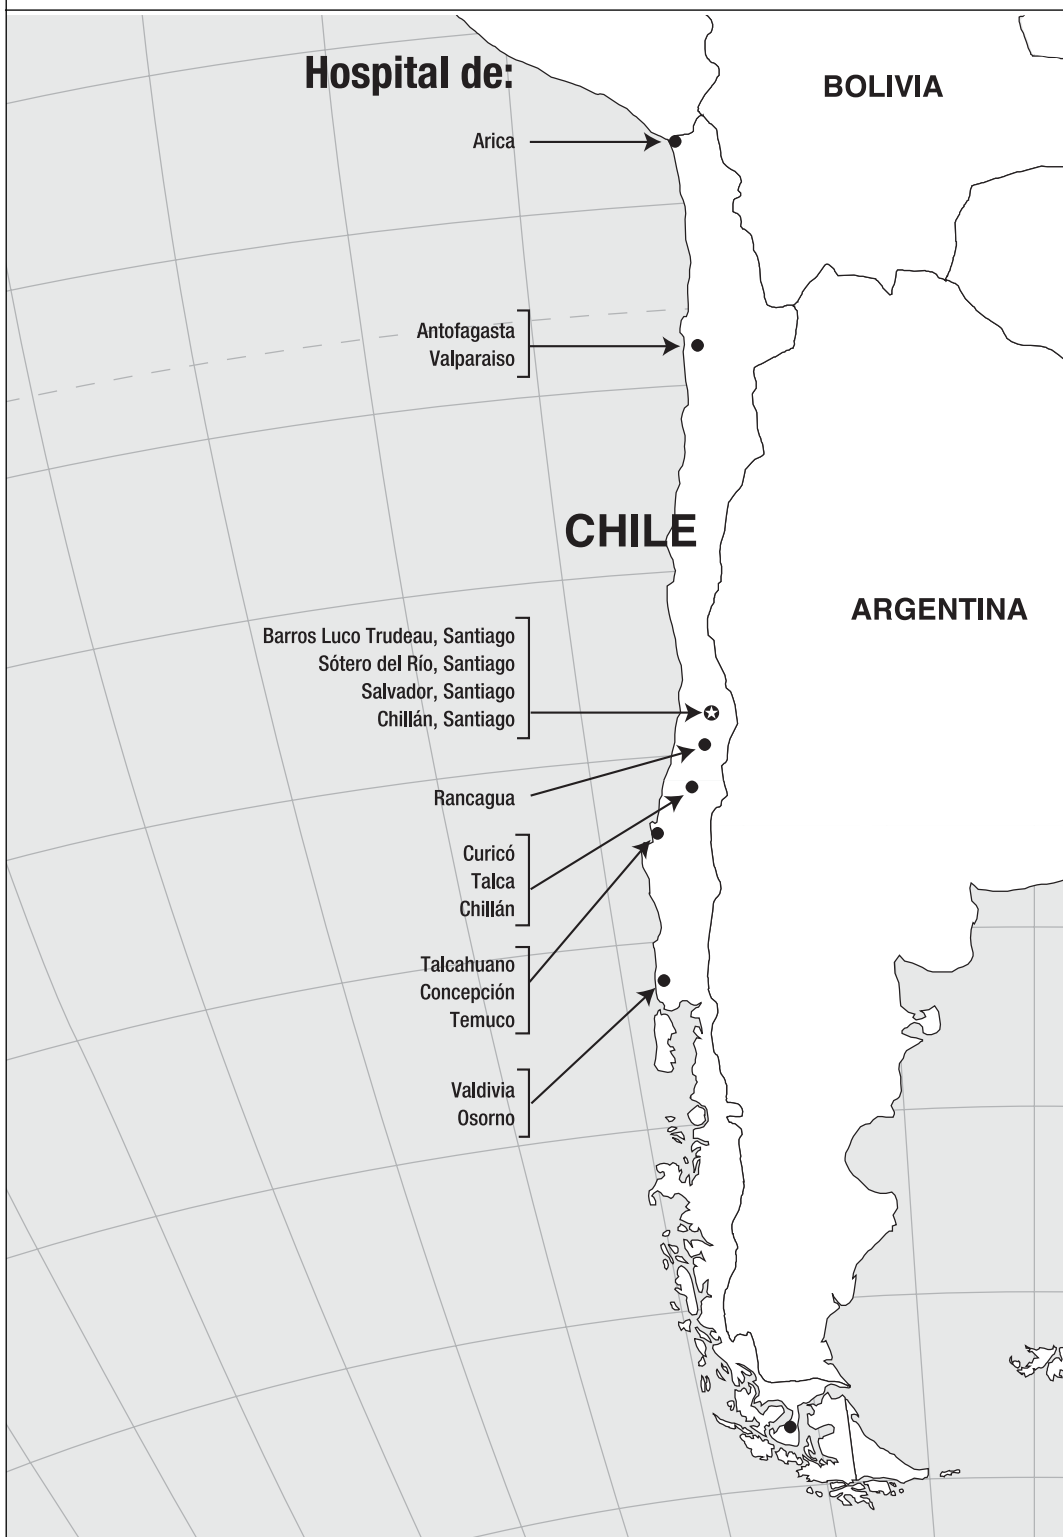 Hospital de:
BOLIVIA
Arica
Antofagasta
Valparaiso
CHILE
ARGENTINA
Barros Luco Trudeau, Santiago
Sótero del Río, Santiago
Salvador, Santiago
Chillán, Santiago
Rancagua
Curicó
Talca
Chillán
Talcahuano
Concepción
Temuco
Valdivia
Osorno